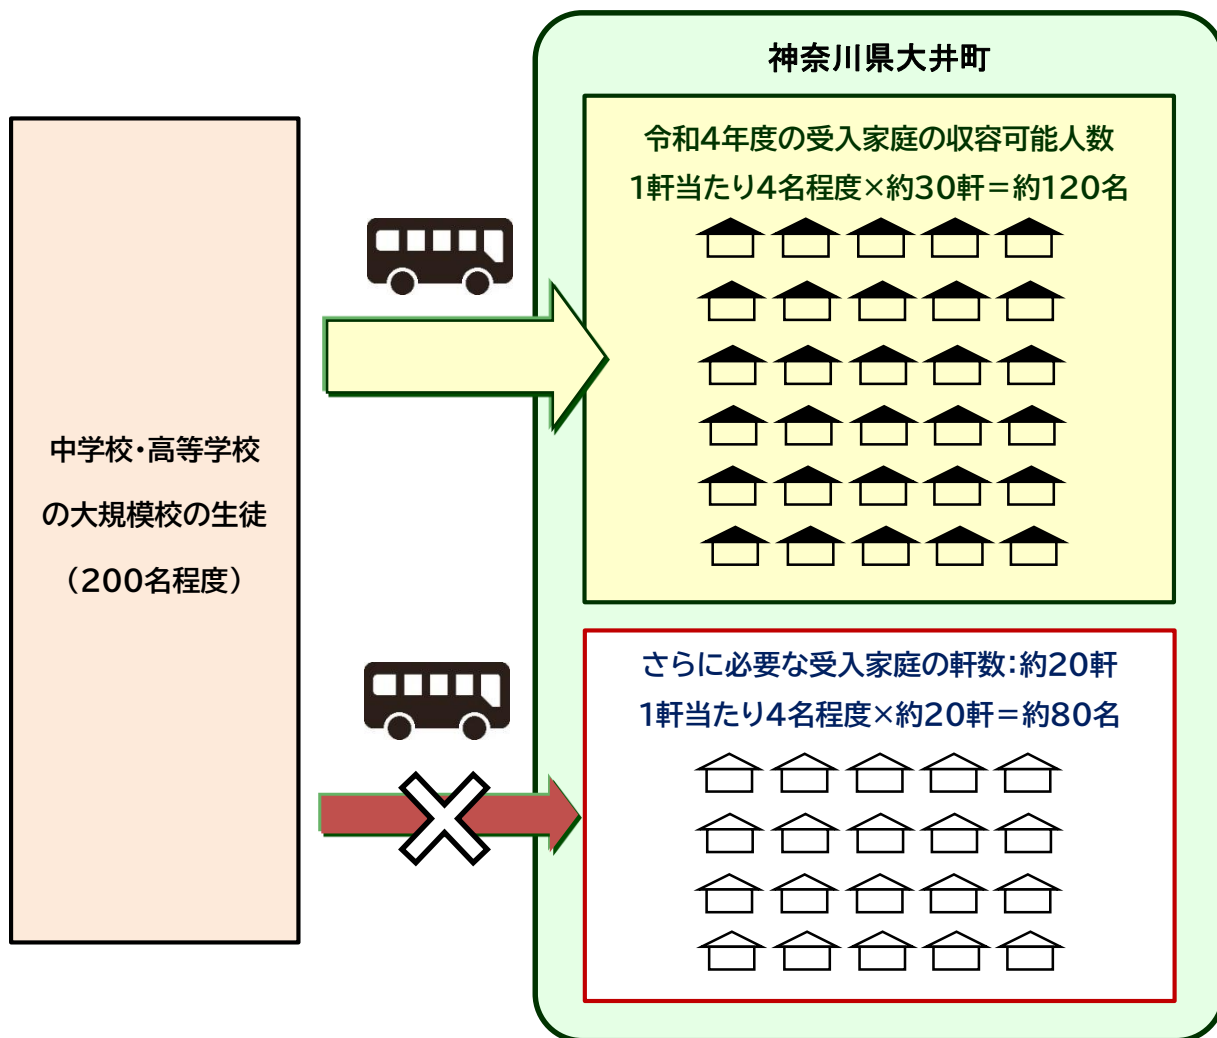 神奈川県大井町
令和4年度の受入家庭の収容可能人数
1軒当たり4名程度×約30軒=約120名
中学校・高等学校
の大規模校の生徒
（200名程度）
さらに必要な受入家庭の軒数：約20軒
1軒当たり4名程度×約20軒=約80名